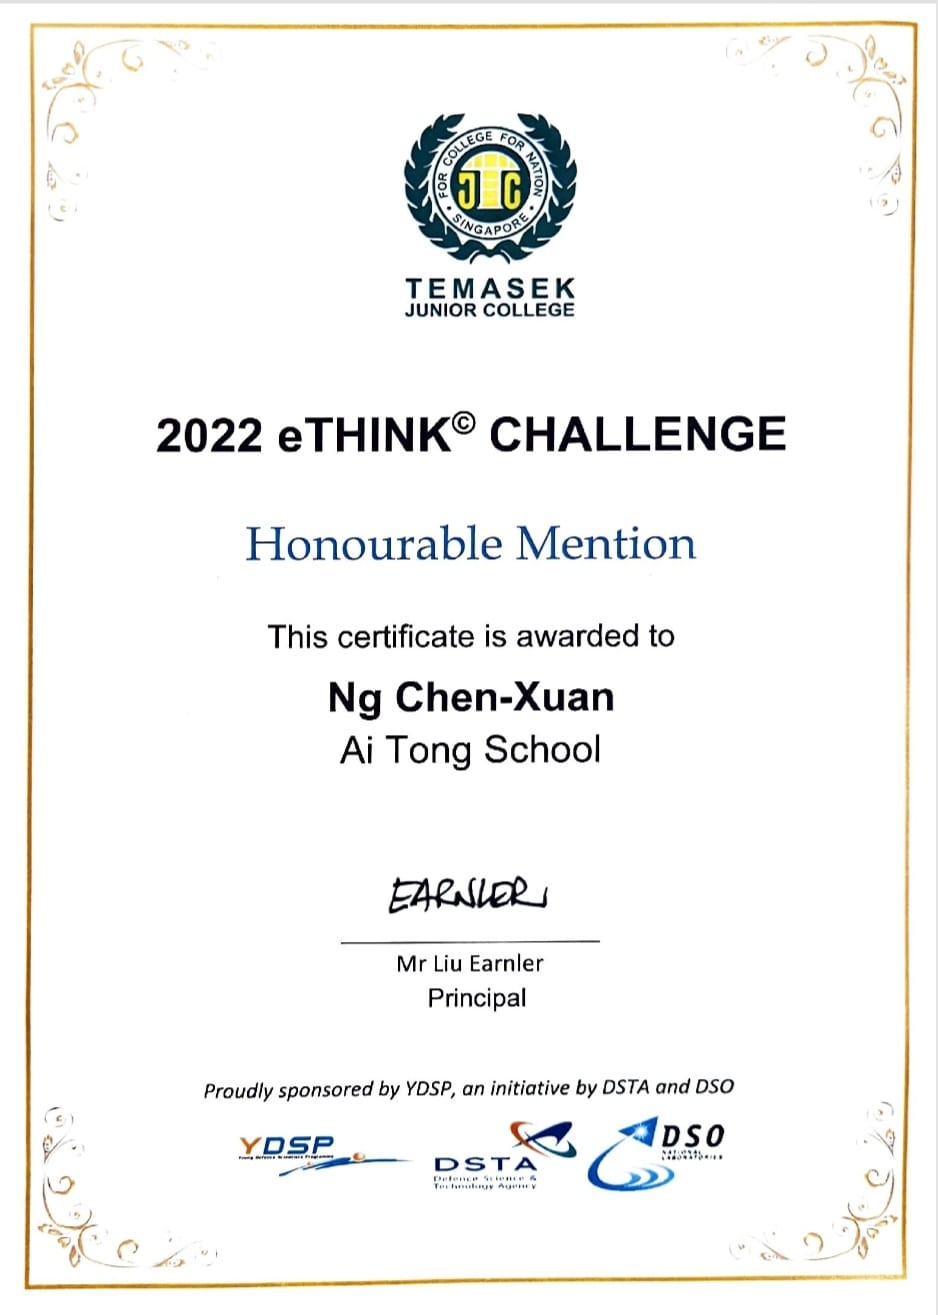 FOR COLLEGE FOR NATION
JC
• SINGAPORE •
TEMASEK
JUNIOR COLLEGE
2022 eTHINK© CHALLENGE
Honourable Mention
This certificate is awarded to
Ng Chen-Xuan
Ai Tong School
EARNLER
Mr Liu Earnler
Principal
Proudly sponsored by YDSP, an initiative by DSTA and DSO
YDSP
Young Defence Scientists Programme
DSTA
Defence Science &
Technology Agency
DSO
NATIONAL
LABORATORIES